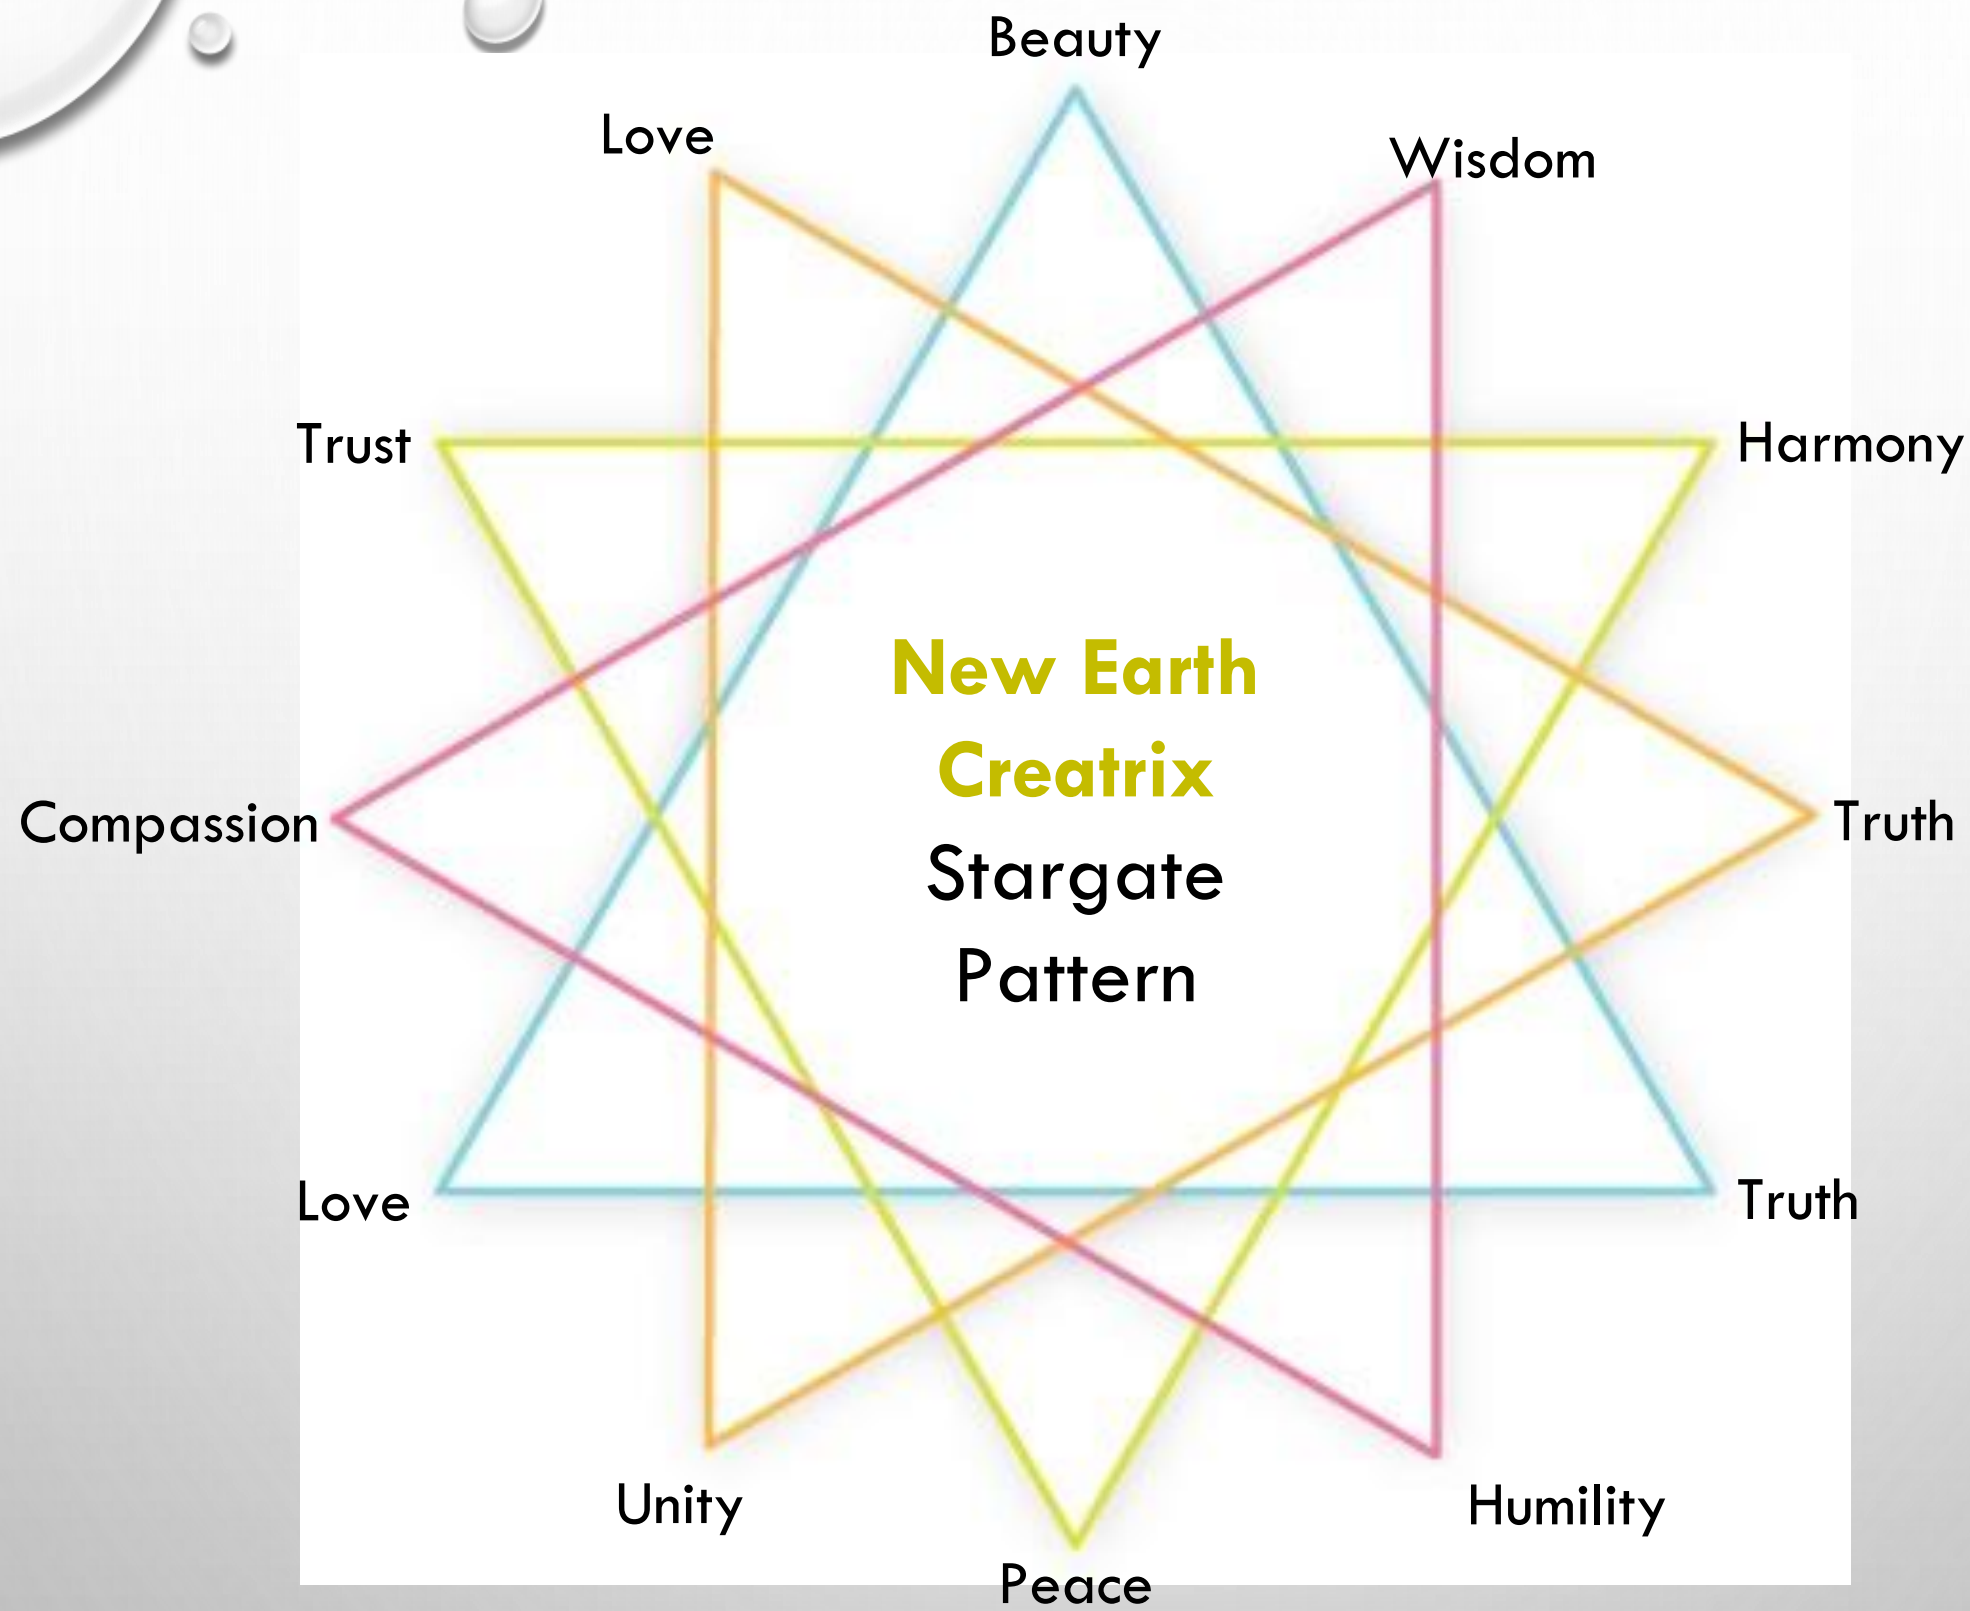 Beauty
Love
Wisdom
Trust
Harmony
New Earth
Creatrix
Stargate
Pattern
Compassion
Truth
Love
Truth
Unity
Humility
Peace